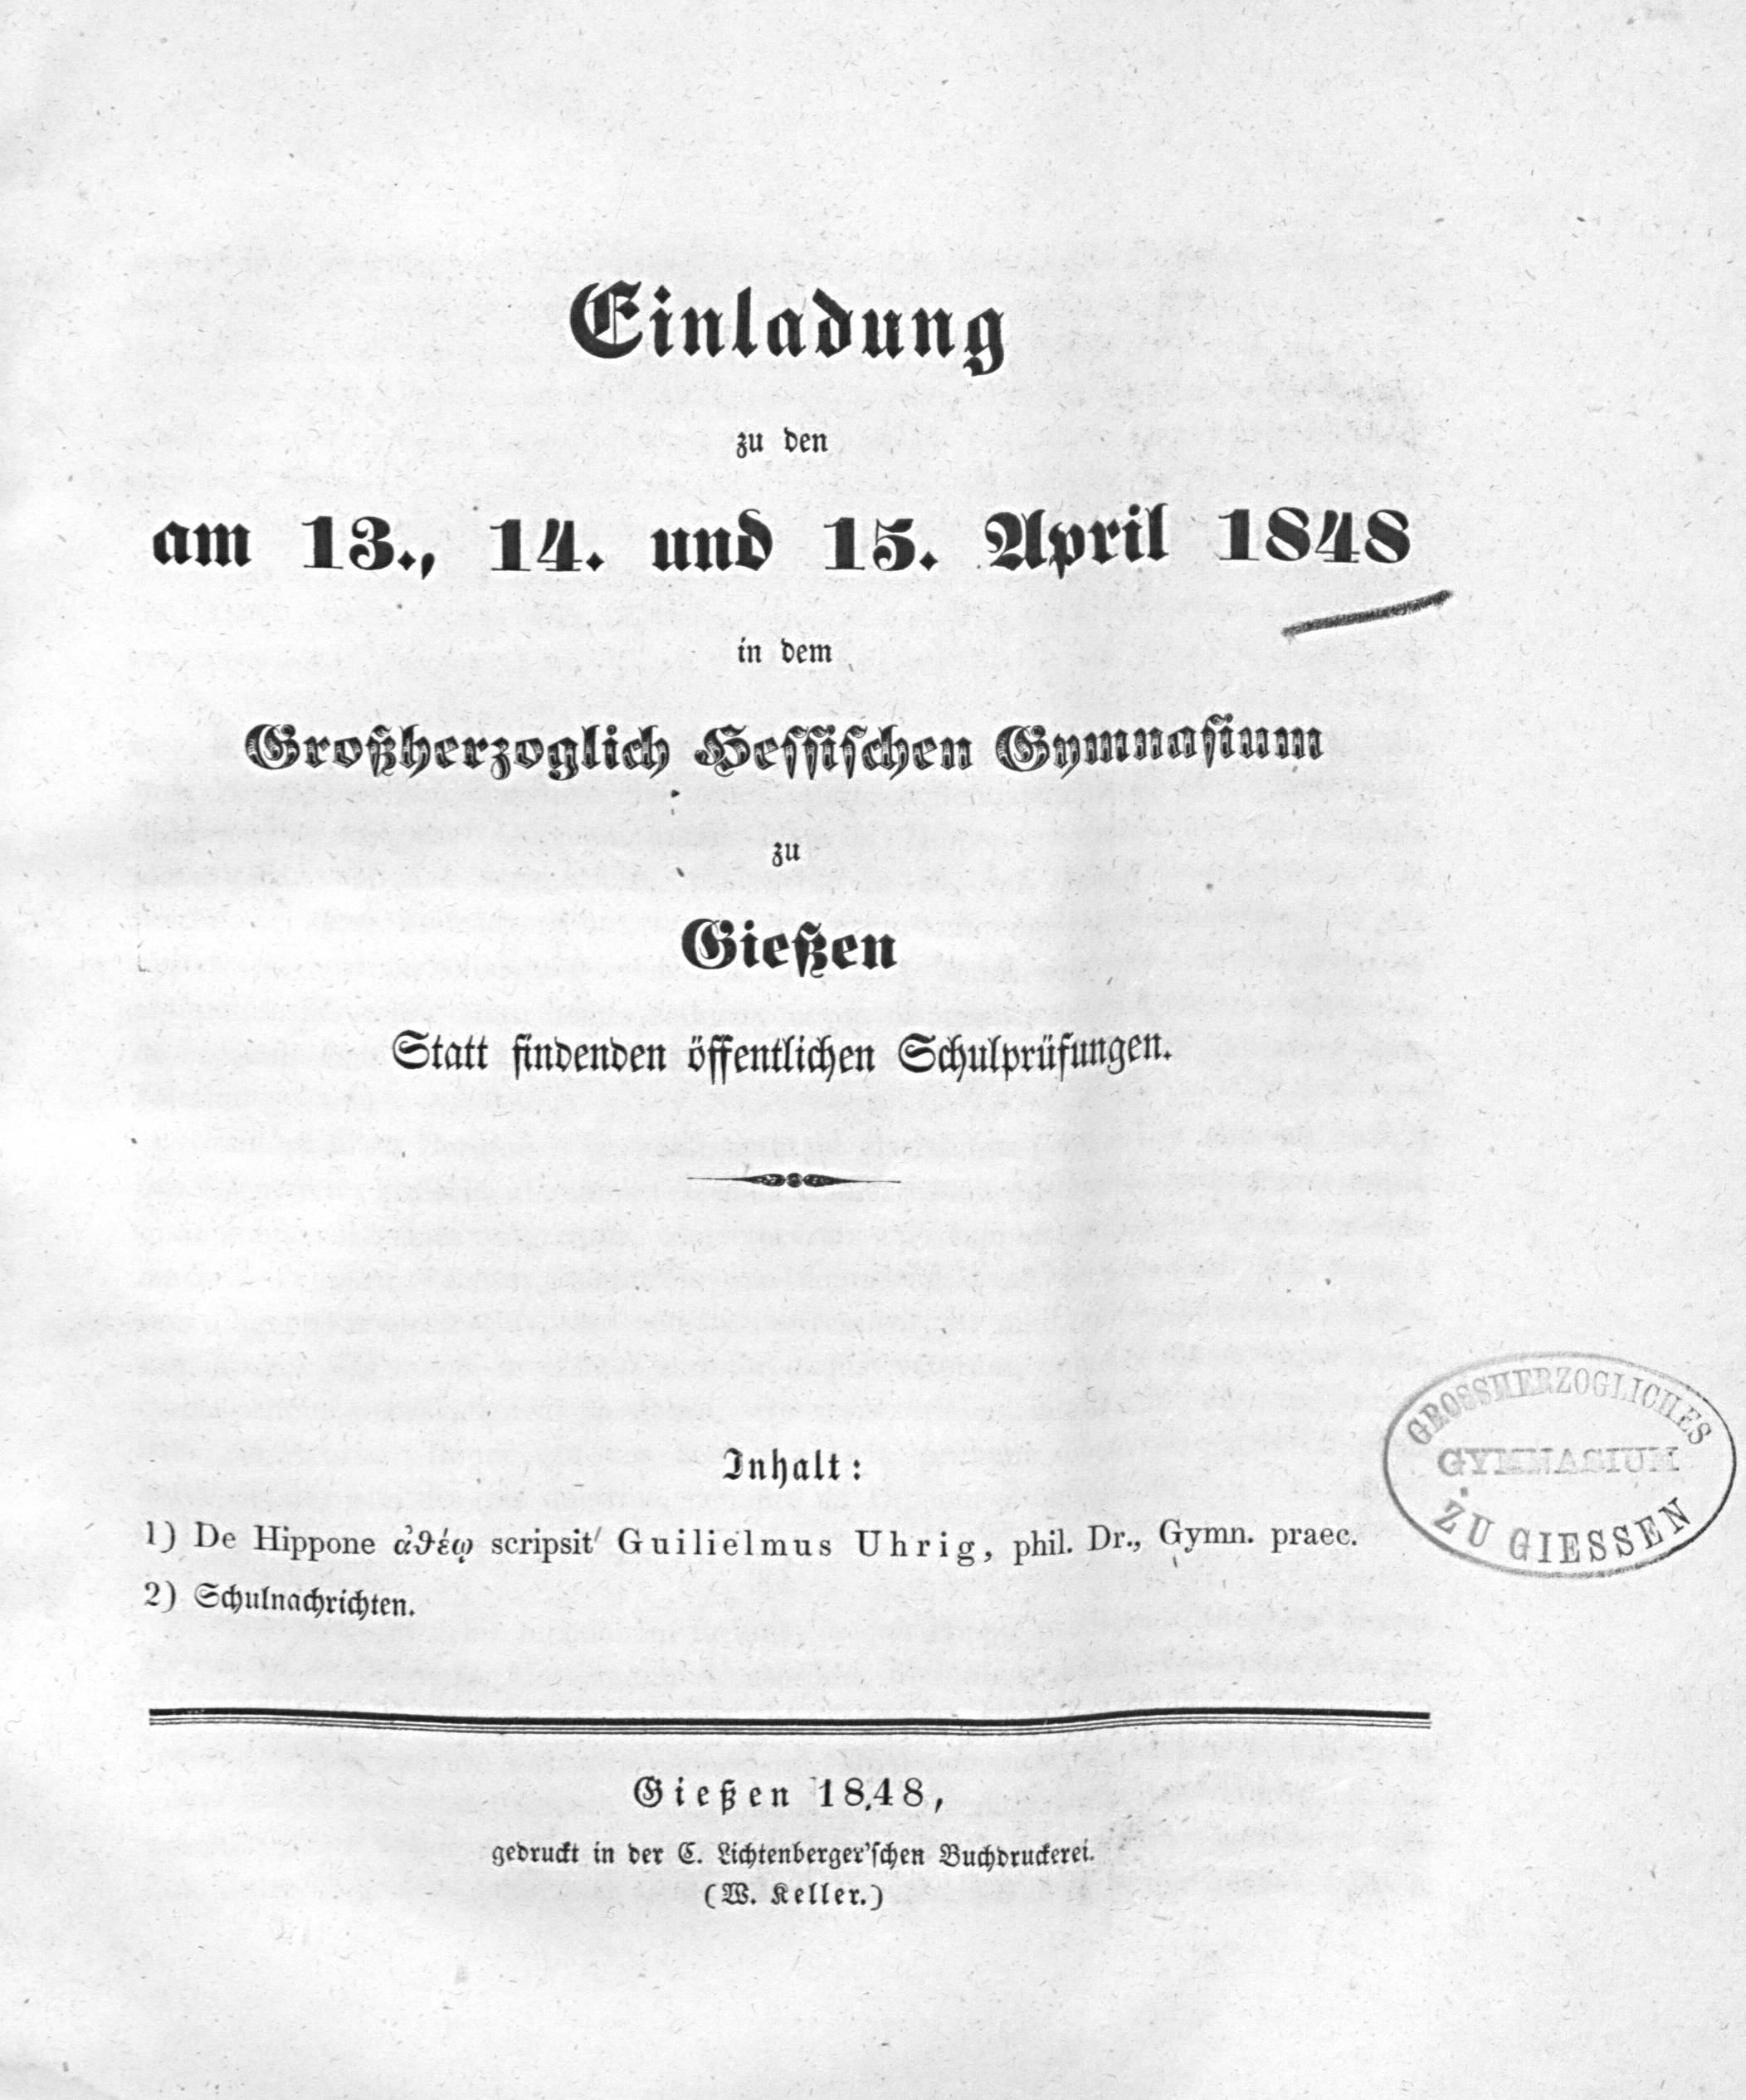 Einladung
zu den
am 13., 14. und 15. April 1848
in dem
Großherzoglich Hessischen Gymnasium
zu
Gießen
Statt findenden öffentlichen Schulprüfungen.
Inhalt:
1) De Hippone ἀϑέῳ scripsit Guilielmus Uhrig, phil. Dr., Gymn. praec.
2) Schulnachrichten.
GROSSHERZOGLICHES
GYMNASIUM
ZU GIESSEN
Gießen 1848,
gedruckt in der C. Lichtenberger'schen Buchdruckerei.
(W. Keller.)